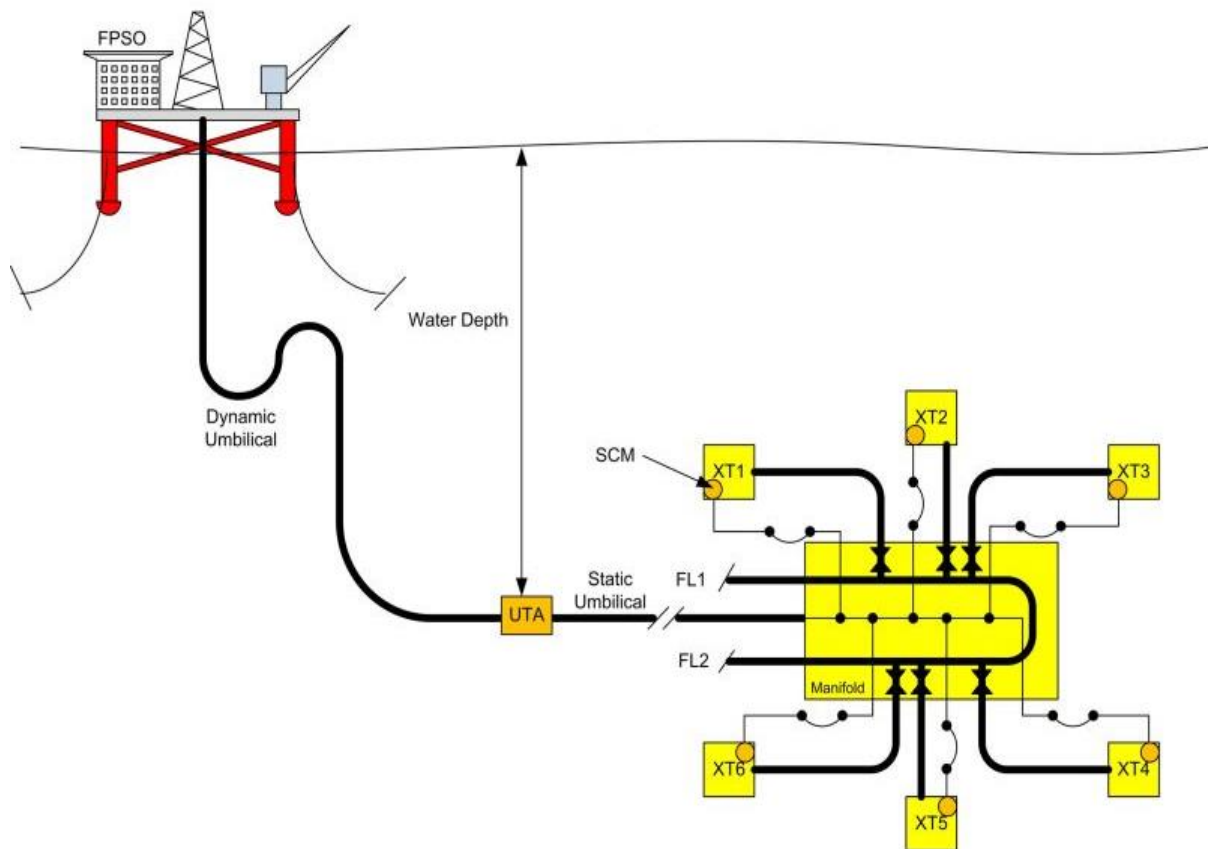 FPSO
Water Depth
Dynamic
Umbilical
SCM
XT1
XT2
XT3
Static
Umbilical
FL1
UTA
FL2
Manifold
XT6
XT5
XT4